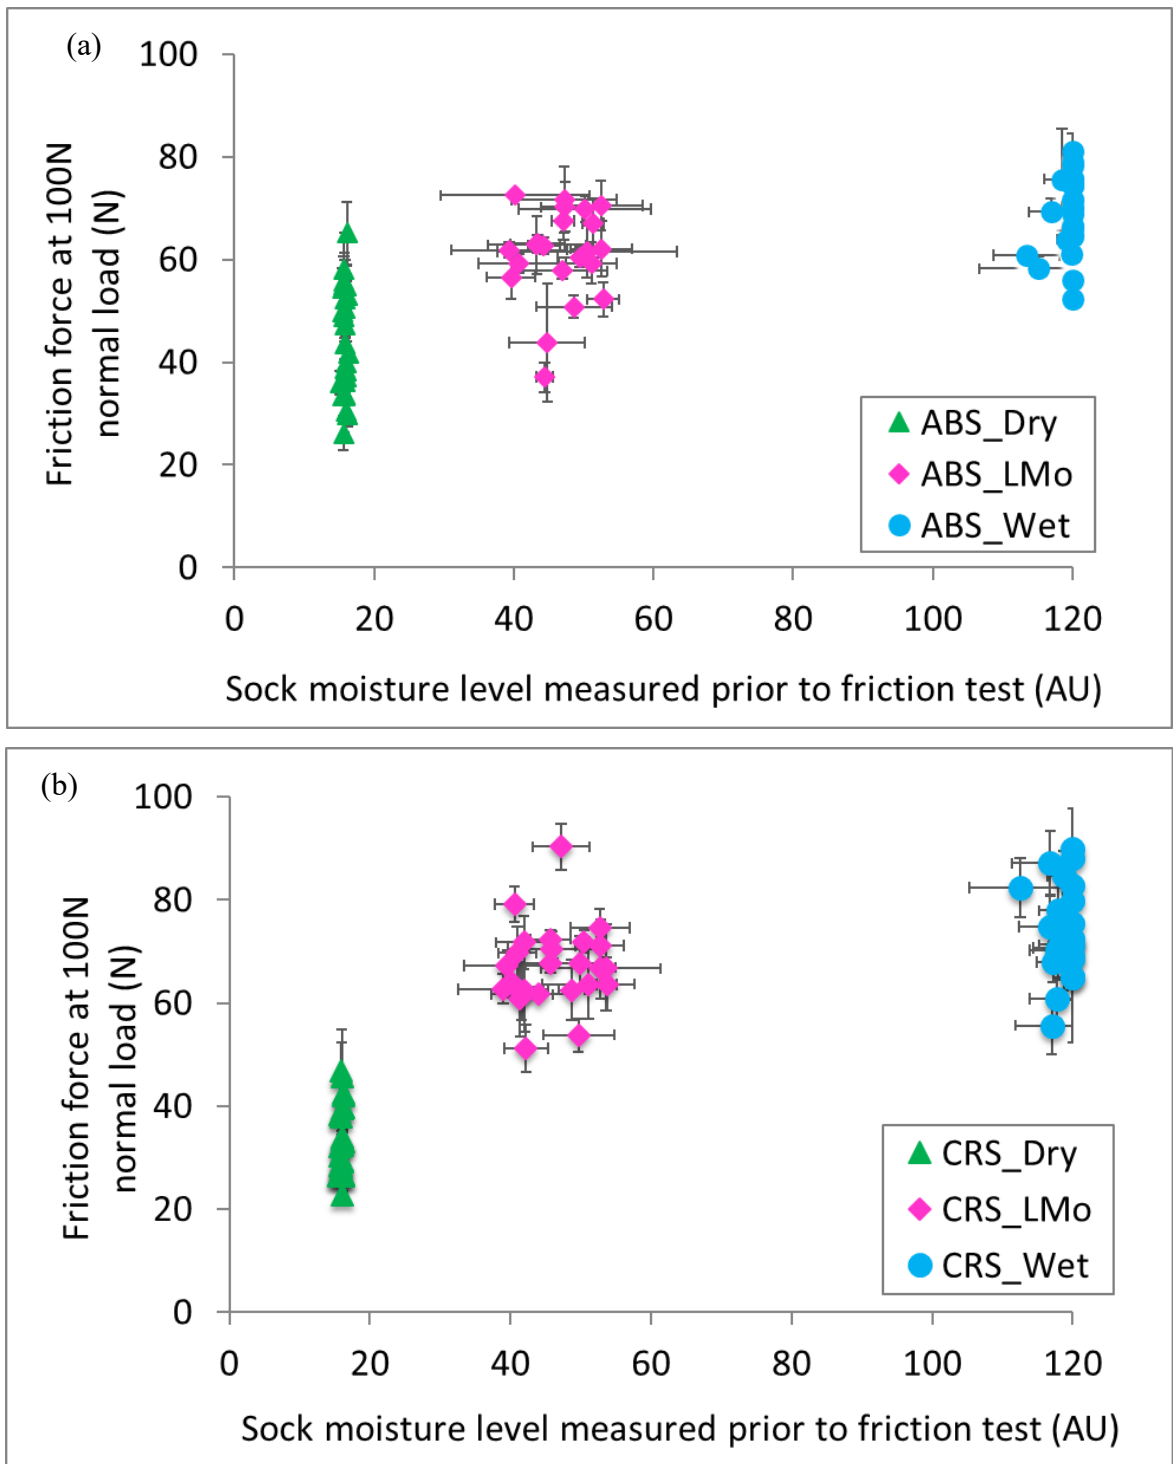 (a)
100
80
60
40
20
0
Friction force at 100N
normal load (N)
ABS_Dry
ABS_LMo
ABS_Wet
0 20 40 60 80 100 120
Sock moisture level measured prior to friction test (AU)
(b)
100
80
60
40
20
0
Friction force at 100N
normal load (N)
CRS_Dry
CRS_LMo
CRS_Wet
0 20 40 60 80 100 120
Sock moisture level measured prior to friction test (AU)